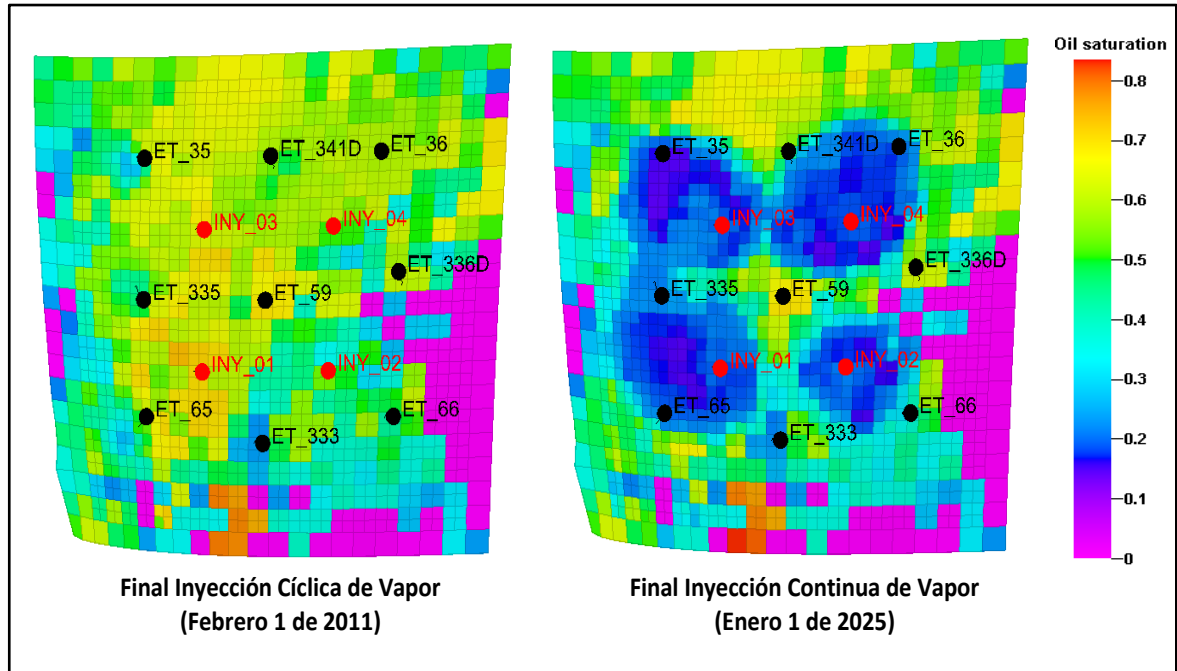 Oil saturation
ET_35
ET_341D
ET_36
INY_03
INY_04
ET_336D
ET_335
ET_59
INY_01
INY_02
ET_65
ET_66
ET_333
ET_35
ET_341D
ET_36
INY_03
INY_04
ET_336D
ET_335
ET_59
INY_01
INY_02
ET_65
ET_66
ET_333
0.8
0.7
0.6
0.5
0.4
0.3
0.2
0.1
0
Final Inyección Cíclica de Vapor
(Febrero 1 de 2011)
Final Inyección Continua de Vapor
(Enero 1 de 2025)